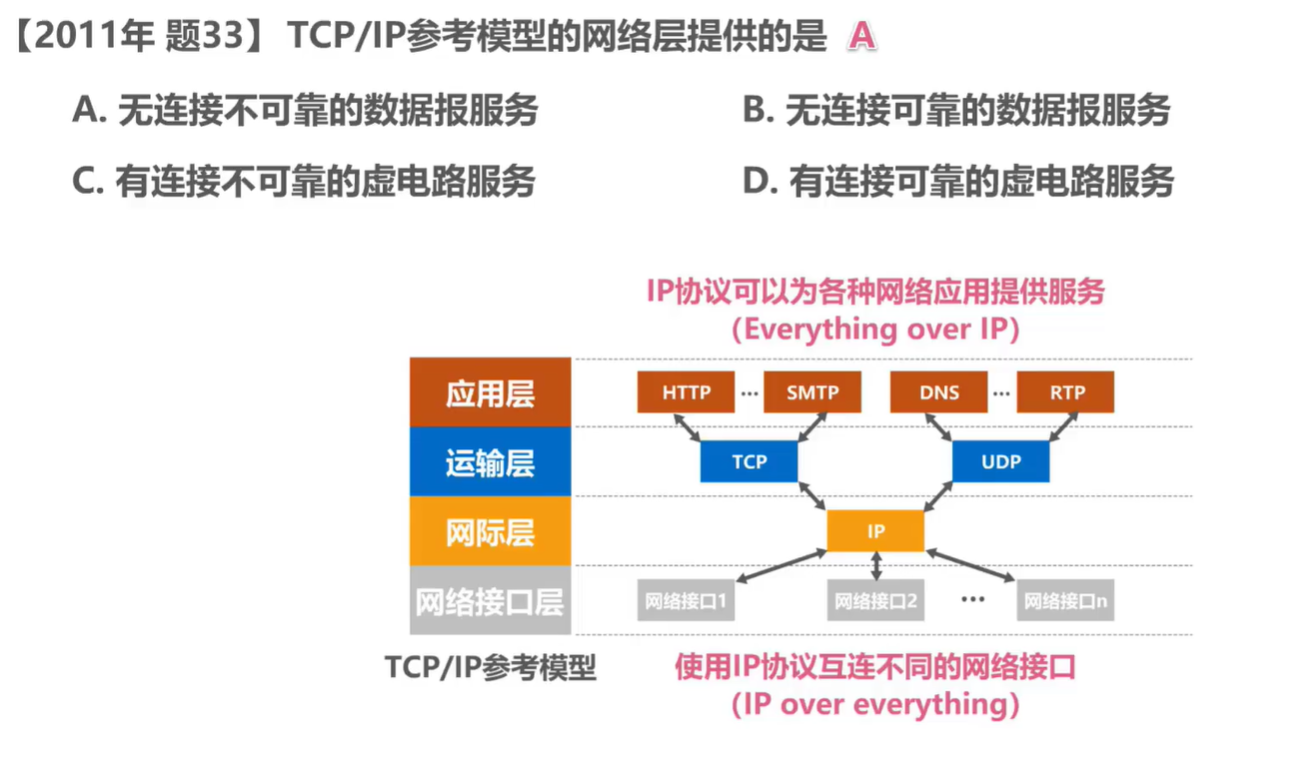 【2011年 题33】 TCP/IP参考模型的网络层提供的是 A
A. 无连接不可靠的数据报服务
B. 无连接可靠的数据报服务
C. 有连接不可靠的虚电路服务
D. 有连接可靠的虚电路服务
IP协议可以为各种网络应用提供服务
（Everything over IP）
应用层
HTTP ... SMTP
DNS ... RTP
运输层
TCP
UDP
网际层
IP
网络接口层
网络接口1
网络接口2
...
网络接口n
TCP/IP参考模型
使用IP协议互连不同的网络接口
（IP over everything）